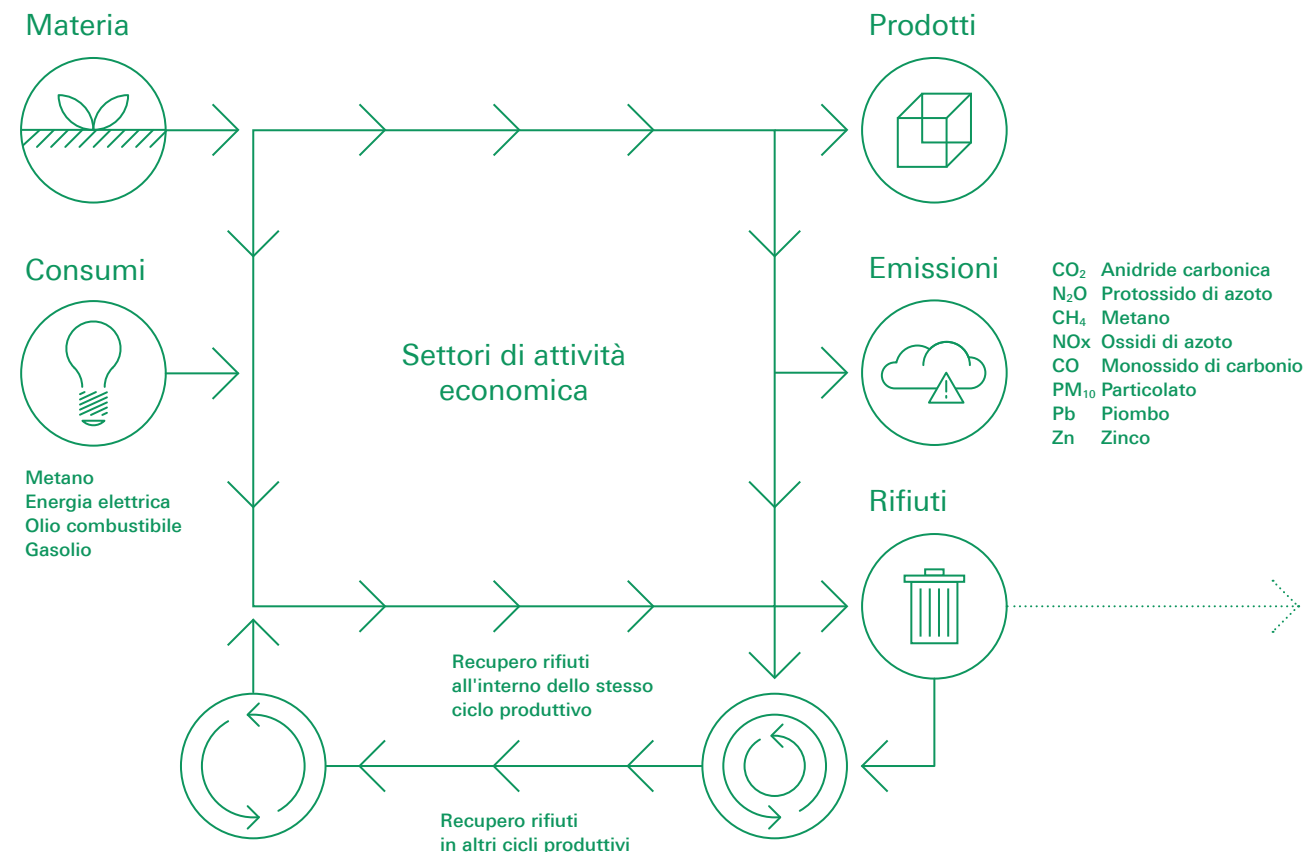 Materia
Prodotti
Consumi
Metano
Energia elettrica
Olio combustibile
Gasolio
Settori di attività
economica
Emissioni
CO₂ Anidride carbonica
N₂O Protossido di azoto
CH₄ Metano
NOx Ossidi di azoto
CO Monossido di carbonio
PM₁₀ Particolato
Pb Piombo
Zn Zinco
Rifiuti
Recupero rifiuti
all'interno dello stesso
ciclo produttivo
Recupero rifiuti
in altri cicli produttivi